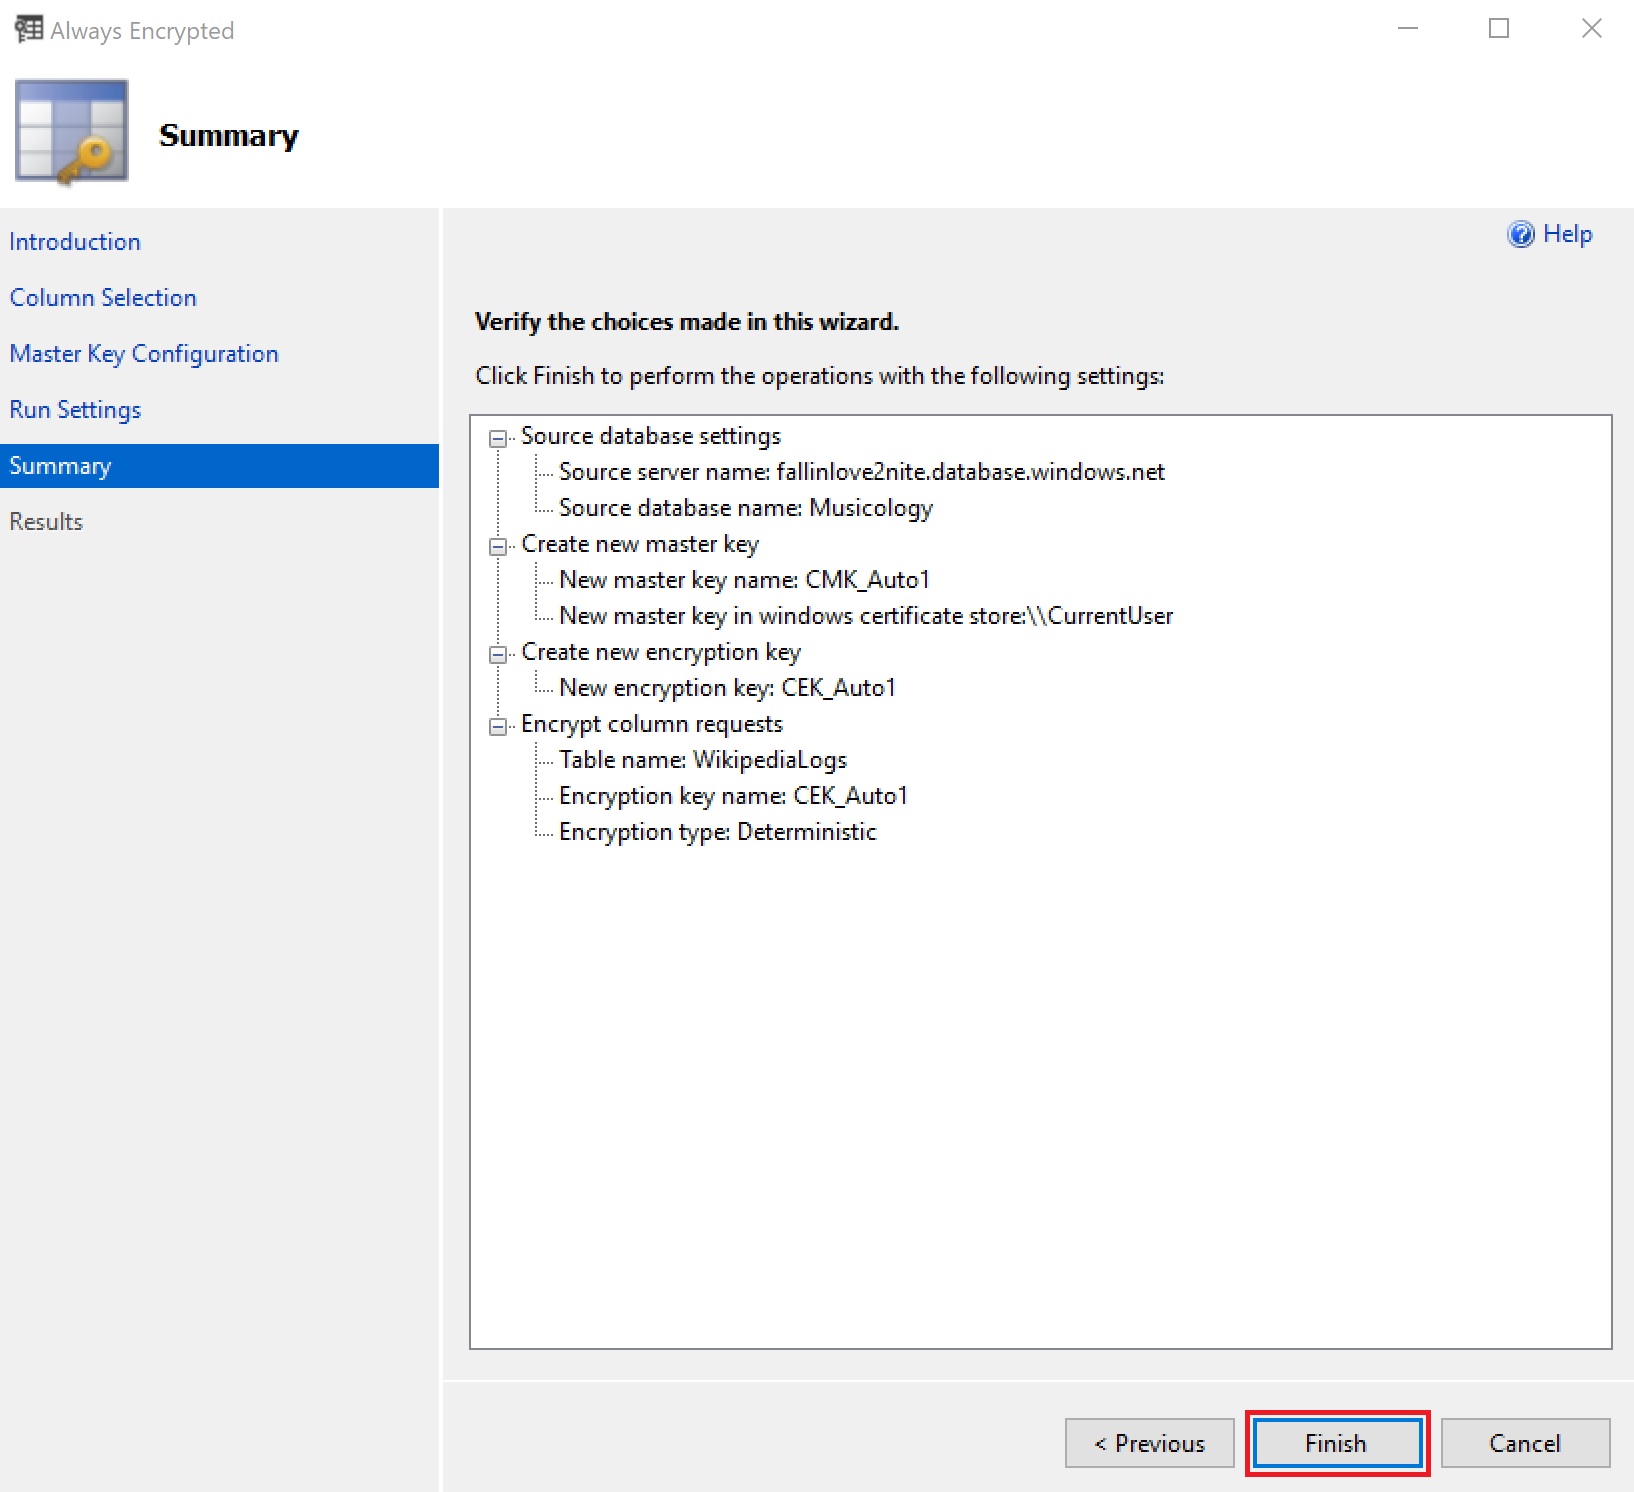 Always Encrypted
Summary
Introduction
Column Selection
Master Key Configuration
Run Settings
Summary
Results
Help
Verify the choices made in this wizard.
Click Finish to perform the operations with the following settings:
Source database settings
Source server name: fallinlove2nite.database.windows.net
Source database name: Musicology
Create new master key
New master key name: CMK_Auto1
New master key in windows certificate store:\\CurrentUser
Create new encryption key
New encryption key: CEK_Auto1
Encrypt column requests
Table name: WikipediaLogs
Encryption key name: CEK_Auto1
Encryption type: Deterministic
< Previous
Finish
Cancel